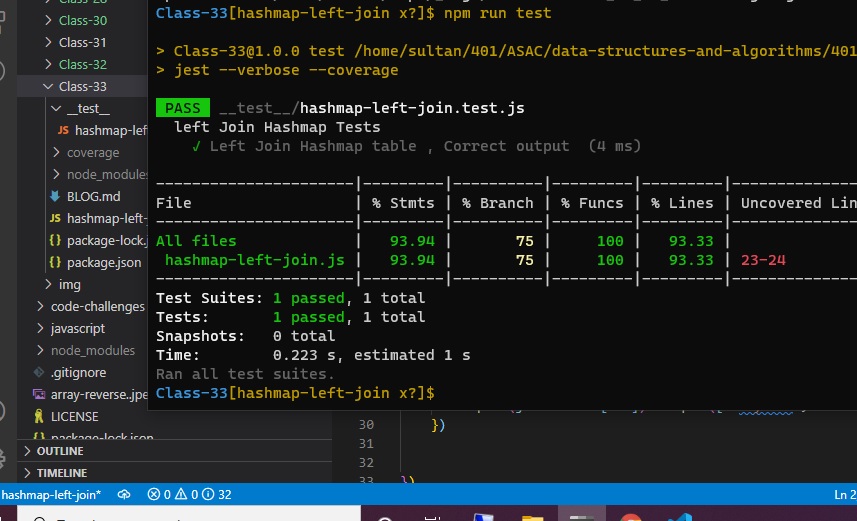 Class-30
Class-31
Class-32
Class-33
__test__
JS hashmap-lef
coverage
node_modules
BLOG.md
JS hashmap-left-
{} package-lock.
{} package.json
img
code-challenges
javascript
node_modules
.gitignore
array-reverse.jpe
LICENSE
package-lock.json
OUTLINE
TIMELINE
Class-33[hashmap-left-join x?]$ npm run test
> Class-33@1.0.0 test /home/sultan/401/ASAC/data-structures-and-algorithms/401
> jest --verbose --coverage
PASS __test__/hashmap-left-join.test.js
left Join Hashmap Tests
√ Left Join Hashmap table , Correct output (4 ms)
--------------------|---------|----------|---------|---------|--------------
File | % Stmts | % Branch | % Funcs | % Lines | Uncovered Lin
--------------------|---------|----------|---------|---------|--------------
All files | 93.94 | 75 | 100 | 93.33 |
hashmap-left-join.js | 93.94 | 75 | 100 | 93.33 | 23-24
--------------------|---------|----------|---------|---------|--------------
Test Suites: 1 passed, 1 total
Tests: 1 passed, 1 total
Snapshots: 0 total
Time: 0.223 s, estimated 1 s
Ran all test suites.
Class-33[hashmap-left-join x?]$
30 })
31
32
33 })
hashmap-left-join* 0 0 32 Ln 2